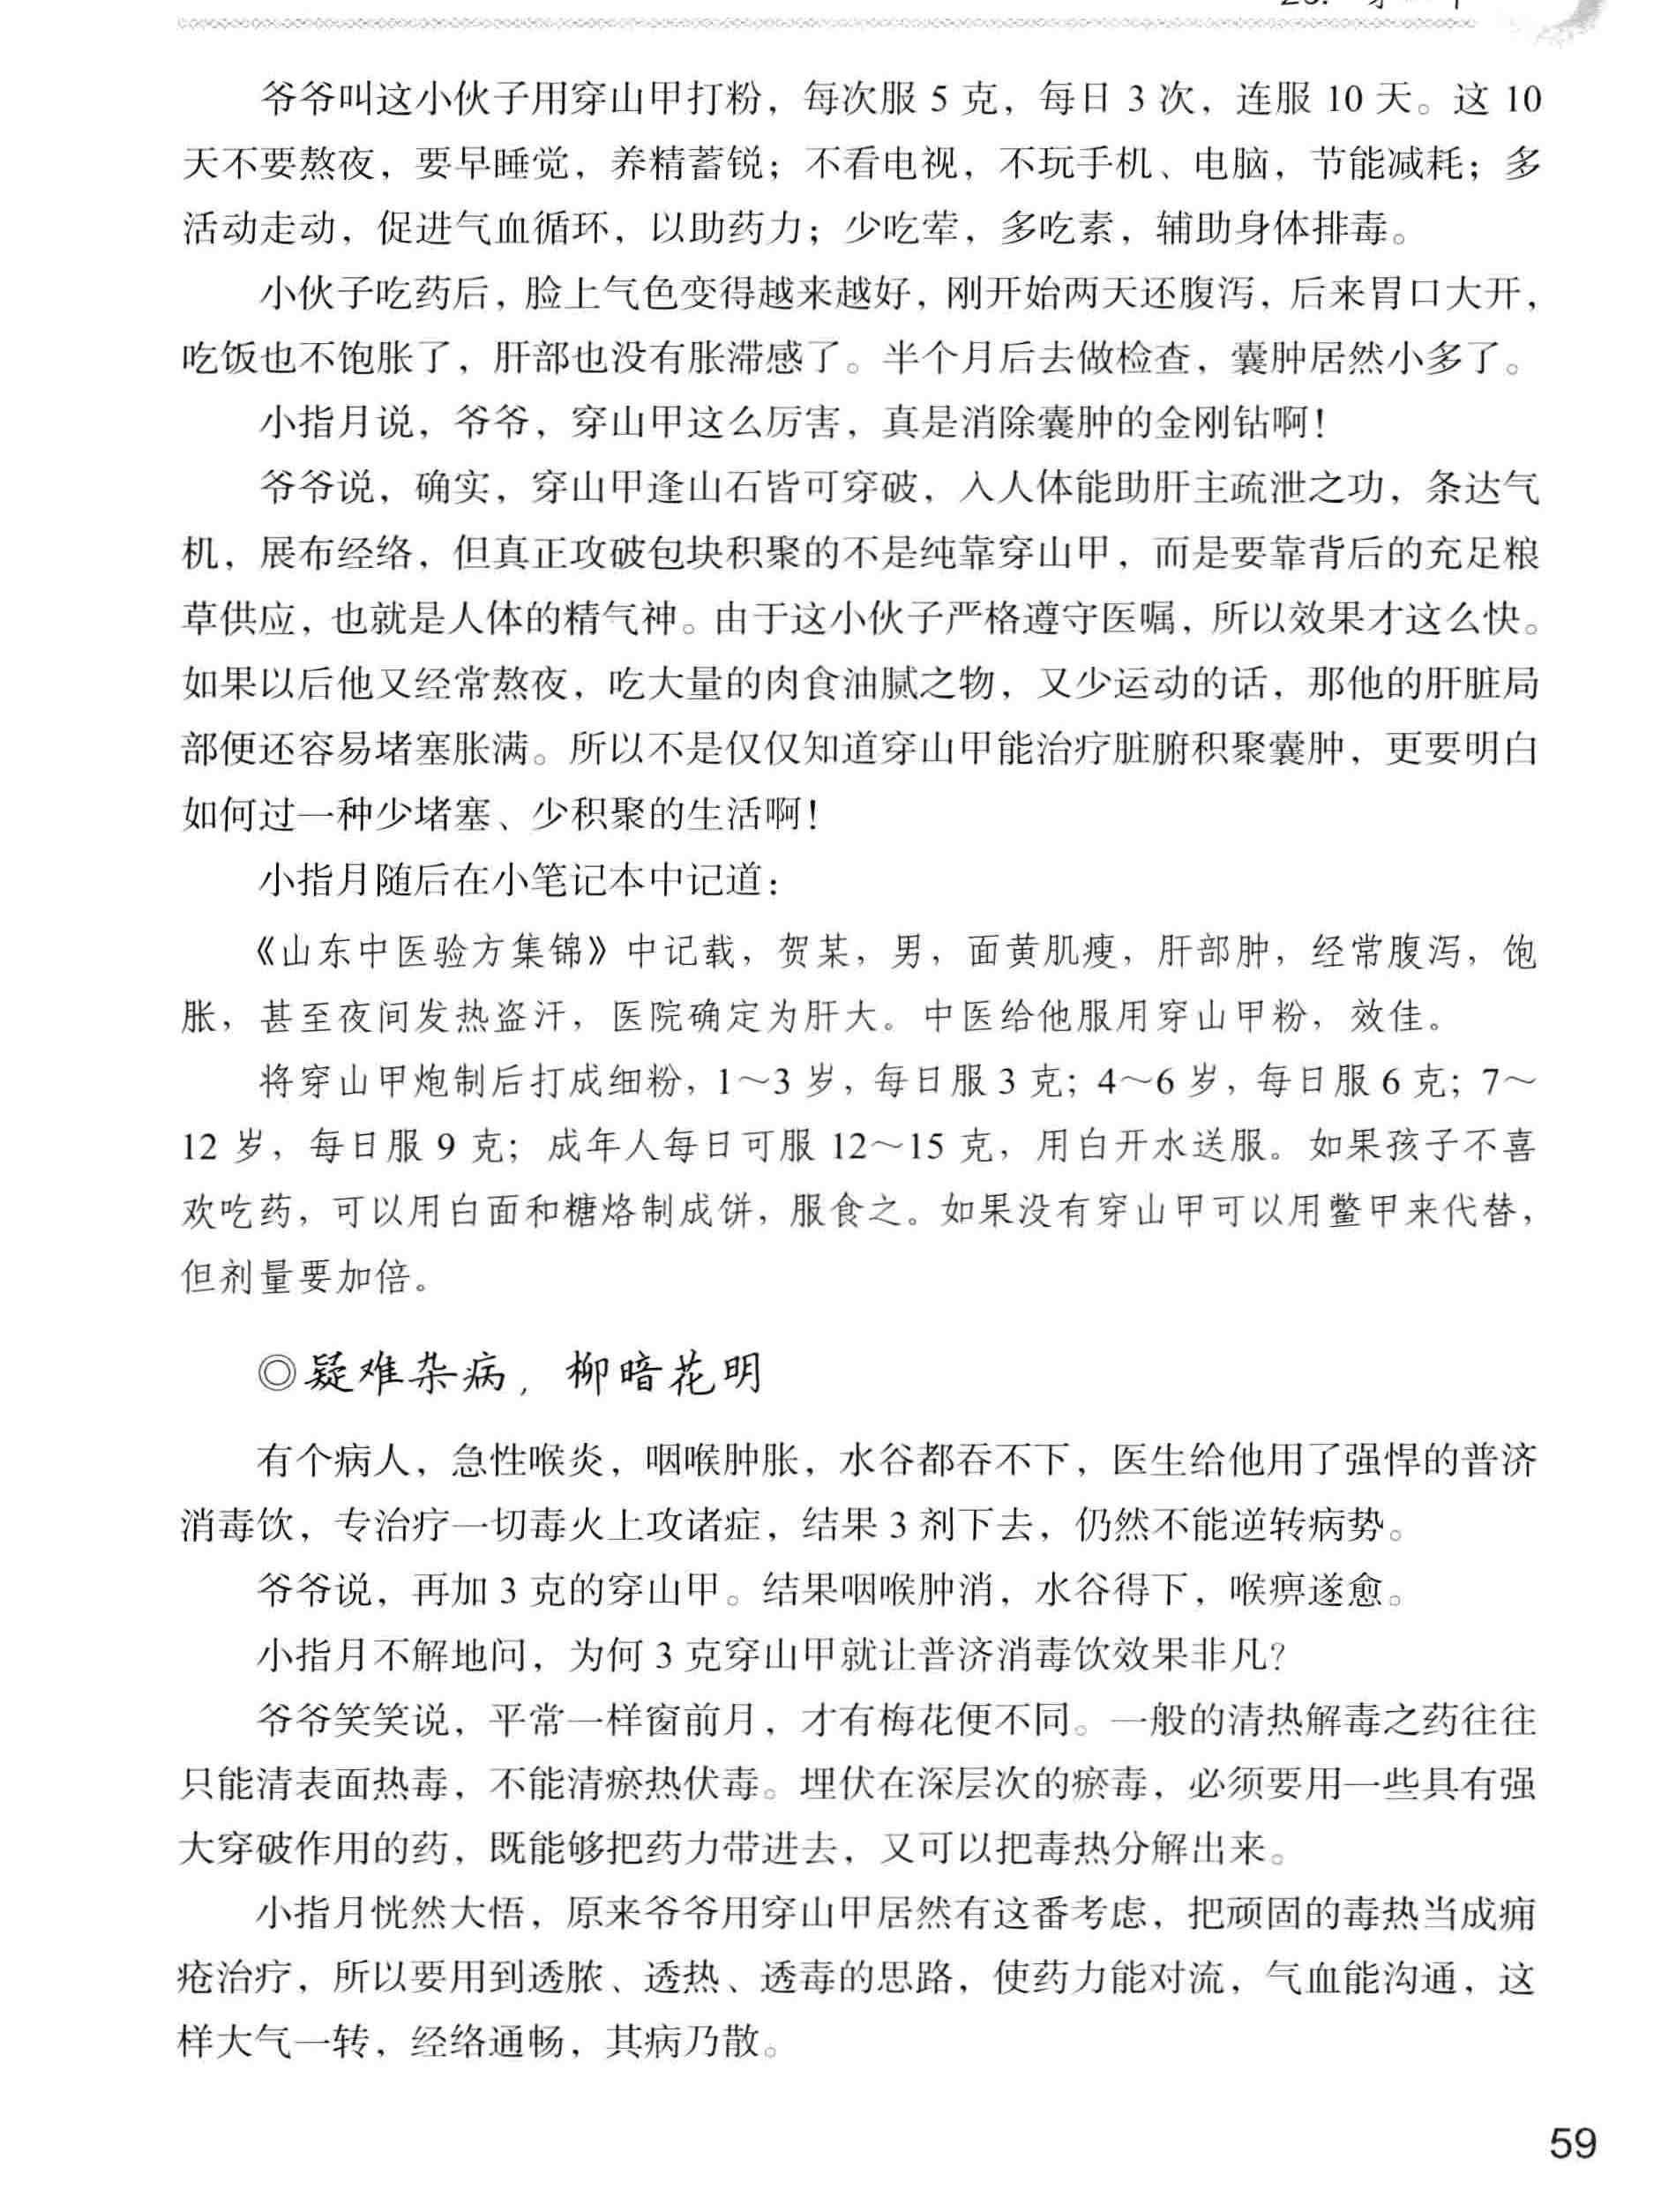 爷爷叫这小伙子用穿山甲打粉，每次服 5 克，每日 3 次，连服 10 天。这 10
天不要熬夜，要早睡觉，养精蓄锐；不看电视，不玩手机、电脑，节能减耗；多
活动走动，促进气血循环，以助药力；少吃荤，多吃素，辅助身体排毒。
小伙子吃药后，脸上气色变得越来越好，刚开始两天还腹泻，后来胃口大开，
吃饭也不饱胀了，肝部也没有胀滞感了。半个月后去做检查，囊肿居然小多了。
小指月说，爷爷，穿山甲这么厉害，真是消除囊肿的金刚钻啊！
爷爷说，确实，穿山甲逢山石皆可穿破，入人体能助肝主疏泄之功，条达气
机，展布经络，但真正攻破包块积聚的不是纯靠穿山甲，而是要靠背后的充足粮
草供应，也就是人体的精气神。由于这小伙子严格遵守医嘱，所以效果才这么快。
如果以后他又经常熬夜，吃大量的肉食油腻之物，又少运动的话，那他的肝脏局
部便还容易堵塞胀满。所以不是仅仅知道穿山甲能治疗脏腑积聚囊肿，更要明白
如何过一种少堵塞、少积聚的生活啊！
小指月随后在小笔记本中记道：
《山东中医验方集锦》中记载，贺某，男，面黄肌瘦，肝部肿，经常腹泻，饱
胀，甚至夜间发热盗汗，医院确定为肝大。中医给他服用穿山甲粉，效佳。
将穿山甲炮制后打成细粉，1～3 岁，每日服 3 克；4～6 岁，每日服 6 克；7～
12 岁，每日服 9 克；成年人每日可服 12～15 克，用白开水送服。如果孩子不喜
欢吃药，可以用白面和糖烙制成饼，服食之。如果没有穿山甲可以用鳖甲来代替，
但剂量要加倍。
◎疑难杂病，柳暗花明
有个病人，急性喉炎，咽喉肿胀，水谷都吞不下，医生给他用了强悍的普济
消毒饮，专治疗一切毒火上攻诸症，结果 3 剂下去，仍然不能逆转病势。
爷爷说，再加 3 克的穿山甲。结果咽喉肿消，水谷得下，喉痹遂愈。
小指月不解地问，为何 3 克穿山甲就让普济消毒饮效果非凡？
爷爷笑笑说，平常一样窗前月，才有梅花便不同。一般的清热解毒之药往往
只能清表面热毒，不能清瘀热伏毒。埋伏在深层次的瘀毒，必须要用一些具有强
大穿破作用的药，既能够把药力带进去，又可以把毒热分解出来。
小指月恍然大悟，原来爷爷用穿山甲居然有这番考虑，把顽固的毒热当成痈
疮治疗，所以要用到透脓、透热、透毒的思路，使药力能对流，气血能沟通，这
样大气一转，经络通畅，其病乃散。
59